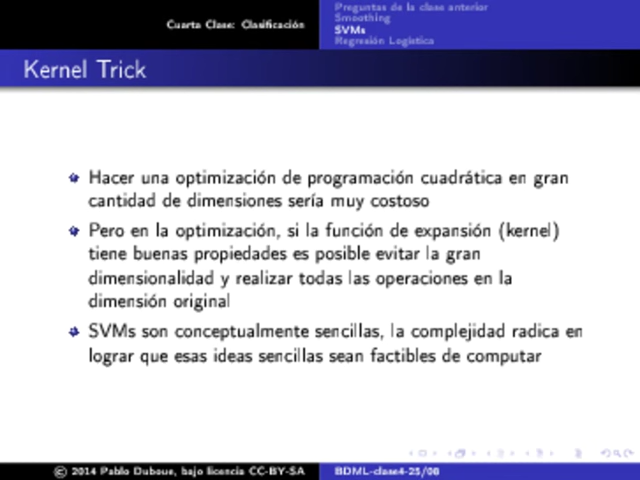 Cuarta Clase: Clasificación
Preguntas de la clase anterior
Smoothing
SVMs
Regresión Logística
Kernel Trick
Hacer una optimización de programación cuadrática en gran
cantidad de dimensiones sería muy costoso
Pero en la optimización, si la función de expansión (kernel)
tiene buenas propiedades es posible evitar la gran
dimensionalidad y realizar todas las operaciones en la
dimensión original
SVMs son conceptualmente sencillas, la complejidad radica en
lograr que esas ideas sencillas sean factibles de computar
© 2014 Pablo Duboue, bajo licencia CC-BY-SA
BDML-clase4-25/08